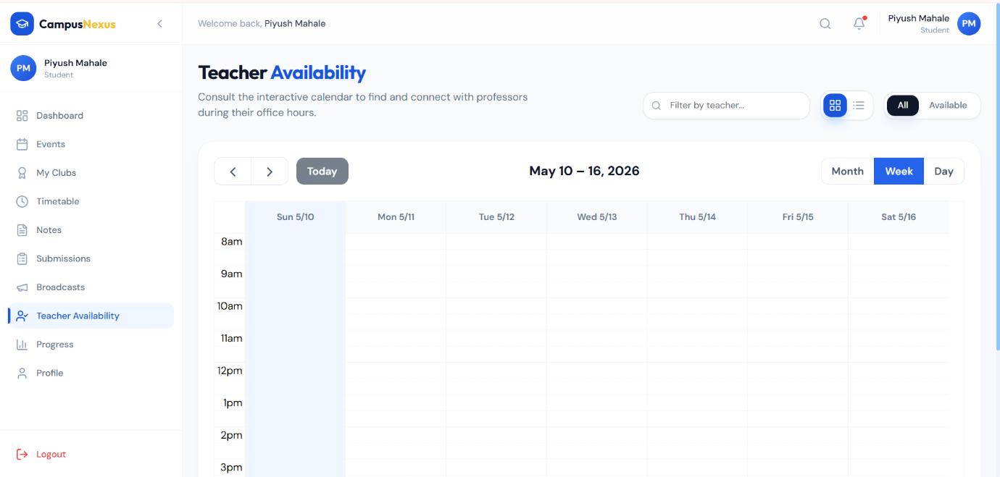 CampusNexus
Welcome back, Piyush Mahale
Piyush Mahale
Student
PM
PM
Piyush Mahale
Student
Dashboard
Events
My Clubs
Timetable
Notes
Submissions
Broadcasts
Teacher Availability
Progress
Profile
Logout
Teacher Availability
Consult the interactive calendar to find and connect with professors
during their office hours.
Filter by teacher...
All
Available
Today
May 10 – 16, 2026
Month
Week
Day
Sun 5/10
Mon 5/11
Tue 5/12
Wed 5/13
Thu 5/14
Fri 5/15
Sat 5/16
8am
9am
10am
11am
12pm
1pm
2pm
3pm